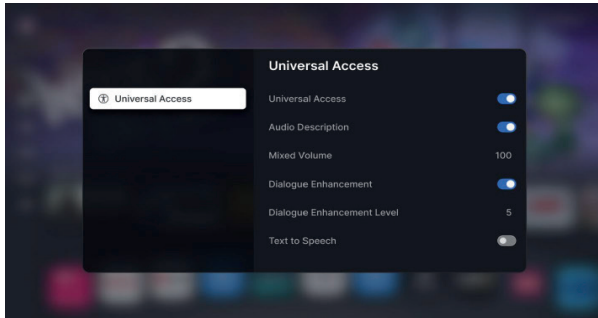 Universal Access
Universal Access
Universal Access
Audio Description
Mixed Volume 100
Dialogue Enhancement
Dialogue Enhancement Level 5
Text to Speech